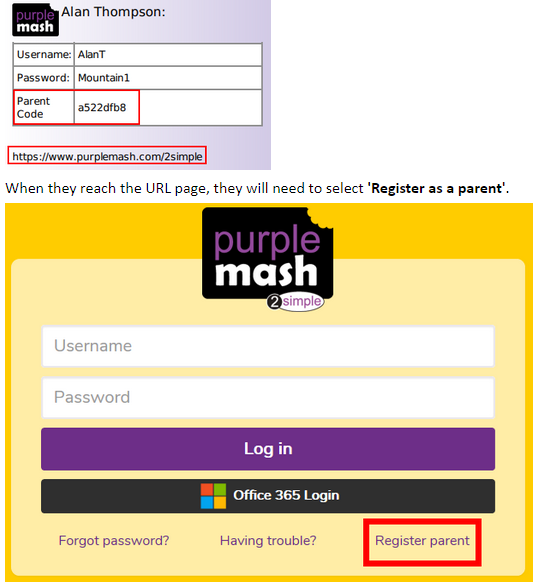 purple
mash
Alan Thompson:
Username: AlanT
Password: Mountain1
Parent
Code
a522dfb8
https://www.purplemash.com/2simple
When they reach the URL page, they will need to select 'Register as a parent'.
purple
mash
2simple
Username
Password
Log in
Office 365 Login
Forgot password? Having trouble? Register parent